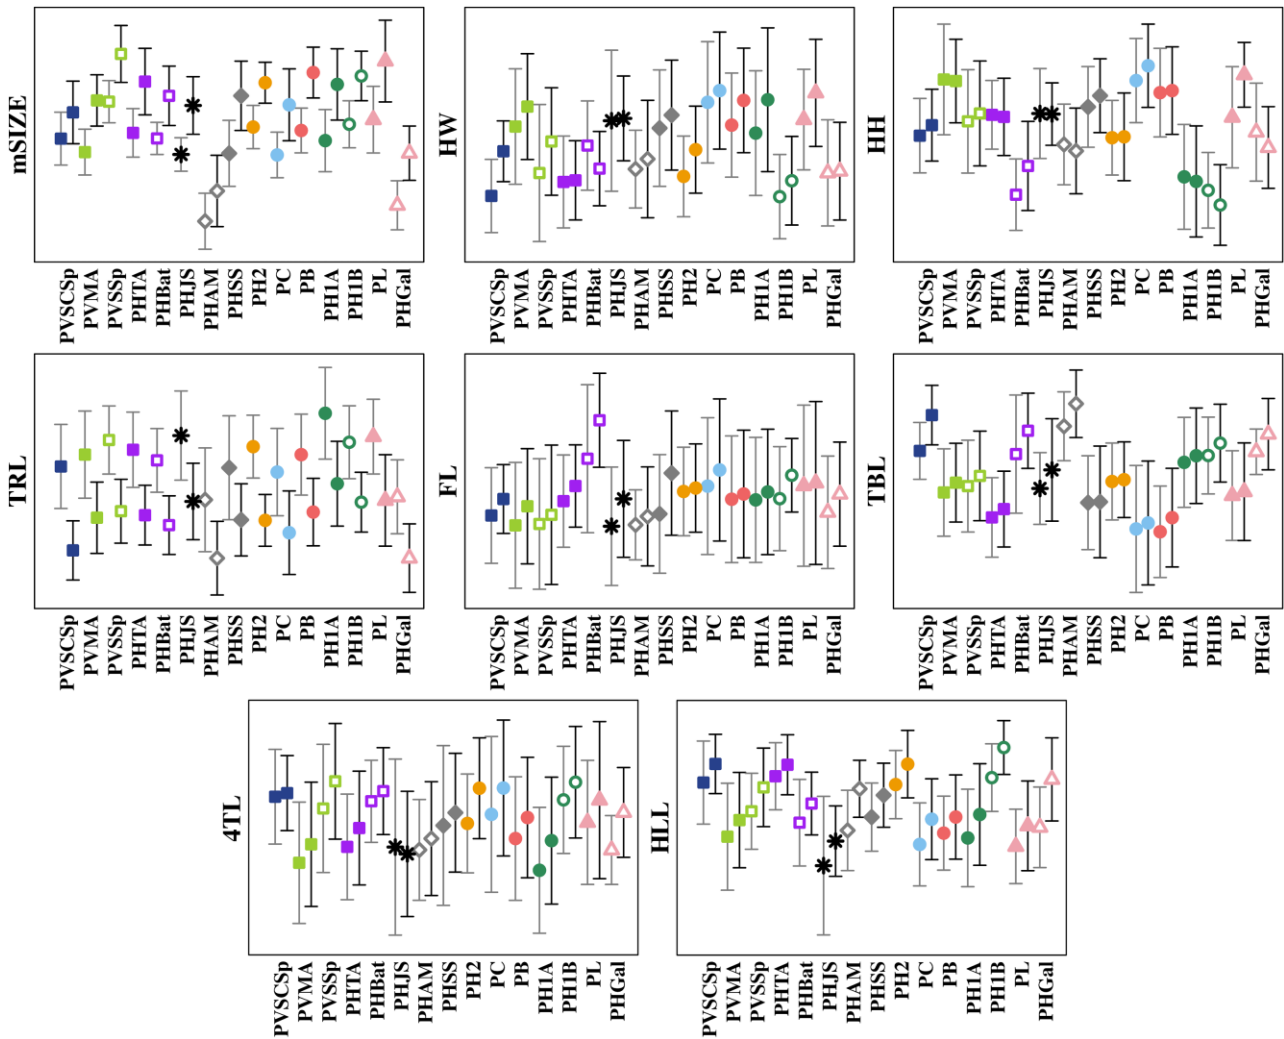 mSIZE
PVSCSp
PVMA
PVSSp
PHTA
PHBat
PHJS
PHAM
PHSS
PH2
PC
PB
PH1A
PH1B
PL
PHGal
HW
PVSCSp
PVMA
PVSSp
PHTA
PHBat
PHJS
PHAM
PHSS
PH2
PC
PB
PH1A
PH1B
PL
PHGal
HH
PVSCSp
PVMA
PVSSp
PHTA
PHBat
PHJS
PHAM
PHSS
PH2
PC
PB
PH1A
PH1B
PL
PHGal
TRL
PVSCSp
PVMA
PVSSp
PHTA
PHBat
PHJS
PHAM
PHSS
PH2
PC
PB
PH1A
PH1B
PL
PHGal
FL
PVSCSp
PVMA
PVSSp
PHTA
PHBat
PHJS
PHAM
PHSS
PH2
PC
PB
PH1A
PH1B
PL
PHGal
TBL
PVSCSp
PVMA
PVSSp
PHTA
PHBat
PHJS
PHAM
PHSS
PH2
PC
PB
PH1A
PH1B
PL
PHGal
4TL
PVSCSp
PVMA
PVSSp
PHTA
PHBat
PHJS
PHAM
PHSS
PH2
PC
PB
PH1A
PH1B
PL
PHGal
HLL
PVSCSp
PVMA
PVSSp
PHTA
PHBat
PHJS
PHAM
PHSS
PH2
PC
PB
PH1A
PH1B
PL
PHGal